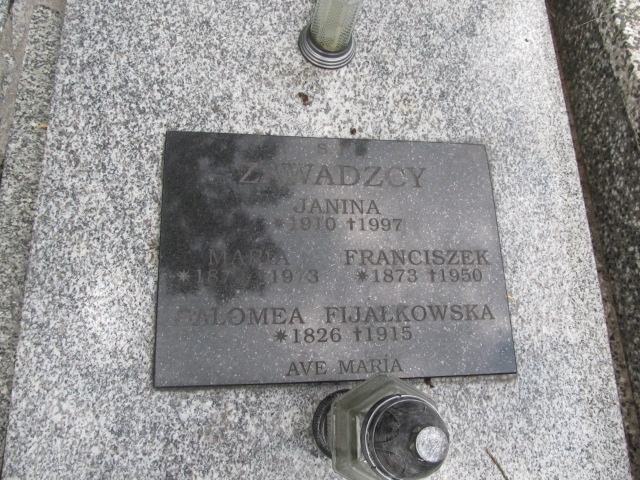 ZAWADZCY
JANINA
*1910 †1997
MARIA FRANCISZEK
*1873 †1950
SALOMEA FIJAŁKOWSKA
*1826 †1915
AVE MARIA